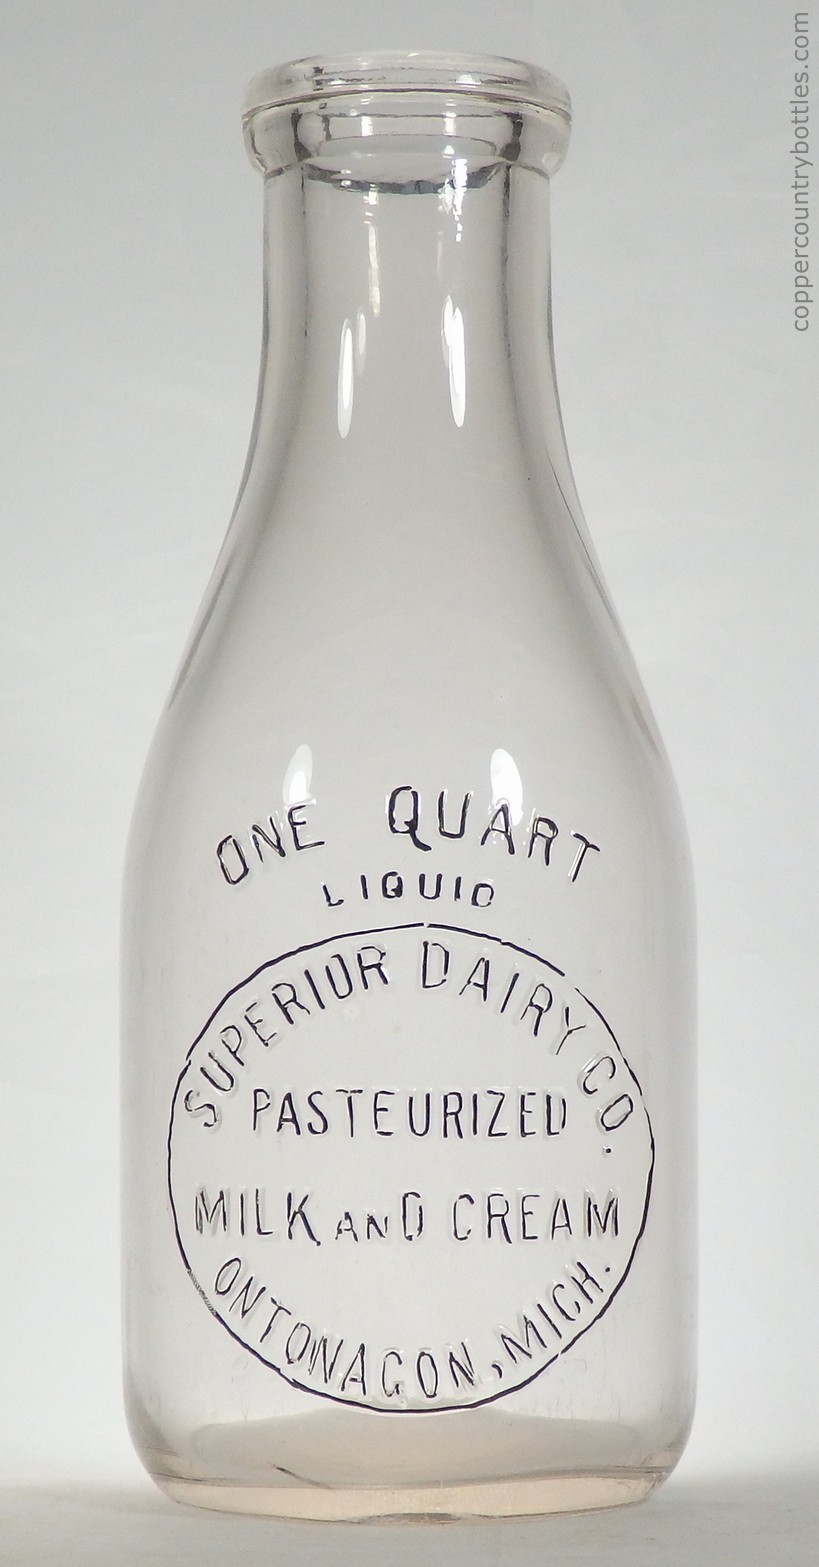 ONE QUART
LIQUID
SUPERIOR DAIRY CO.
PASTEURIZED
MILK AND CREAM
ONTONAGON, MICH.
coppercountrybottles.com